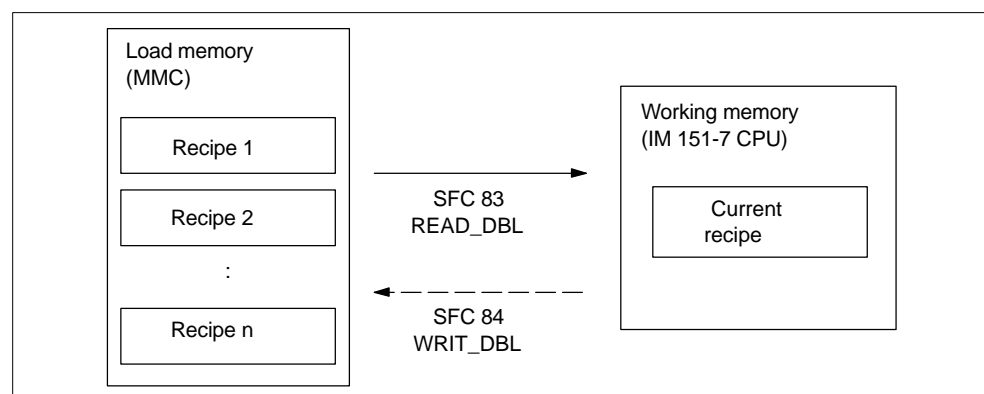 Load memory
(MMC)
Recipe 1
Recipe 2
:
Recipe n
SFC 83
READ_DBL
SFC 84
WRIT_DBL
Working memory
(IM 151-7 CPU)
Current
recipe